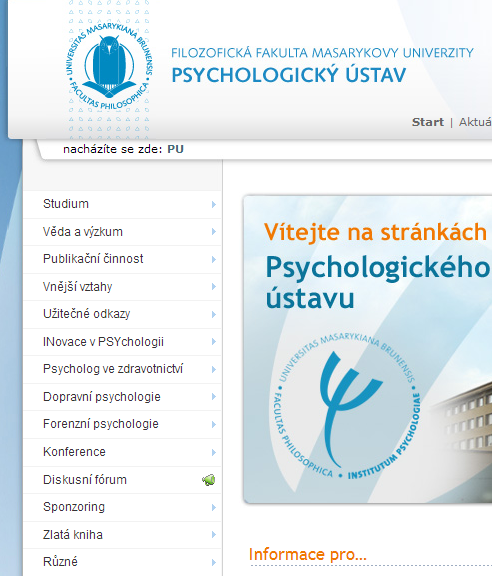 UNIVERSITAS MASARYKIANA BRUNENSIS
FACULTAS PHILOSOPHICA
FILOZOFICKÁ FAKULTA MASARYKOVY UNIVERZITY
PSYCHOLOGICKÝ ÚSTAV
Start | Aktuá
nacházíte se zde: PU
Studium
Věda a výzkum
Publikační činnost
Vnější vztahy
Užitečné odkazy
INovace v PSYchologii
Psycholog ve zdravotnictví
Dopravní psychologie
Forenzní psychologie
Konference
Diskusní fórum
Sponzoring
Zlatá kniha
Různé
Vítejte na stránkách
Psychologického
ústavu
UNIVERSITAS MASARYKIANA BRUNENSIS
FACULTAS PHILOSOPHICA
INSTITUTUM PSYCHOLOGIAE
Informace pro...